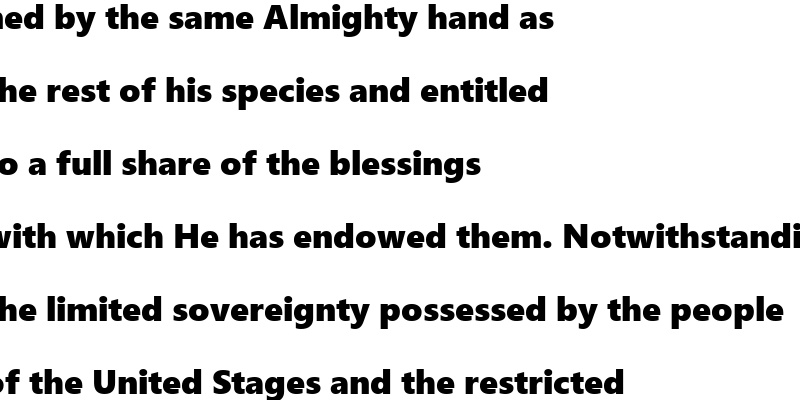 ned by the same Almighty hand as
he rest of his species and entitled
o a full share of the blessings
with which He has endowed them. Notwithstandi
he limited sovereignty possessed by the people
of the United Stages and the restricted